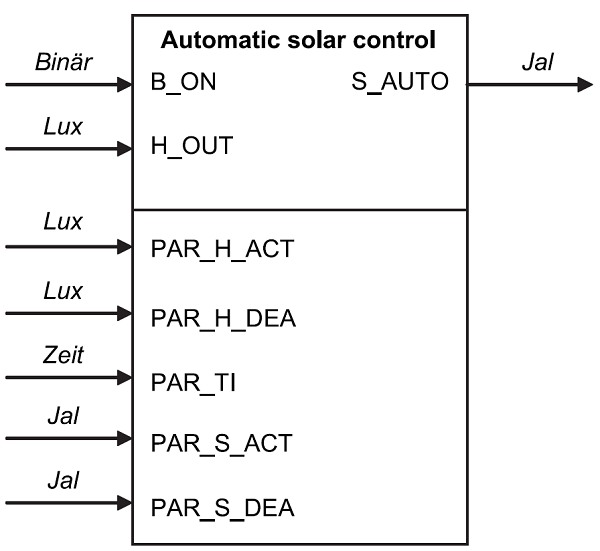 Automatic solar control
Binär B_ON S_AUTO Jal
Lux H_OUT
Lux PAR_H_ACT
Lux PAR_H_DEA
Zeit PAR_TI
Jal PAR_S_ACT
Jal PAR_S_DEA